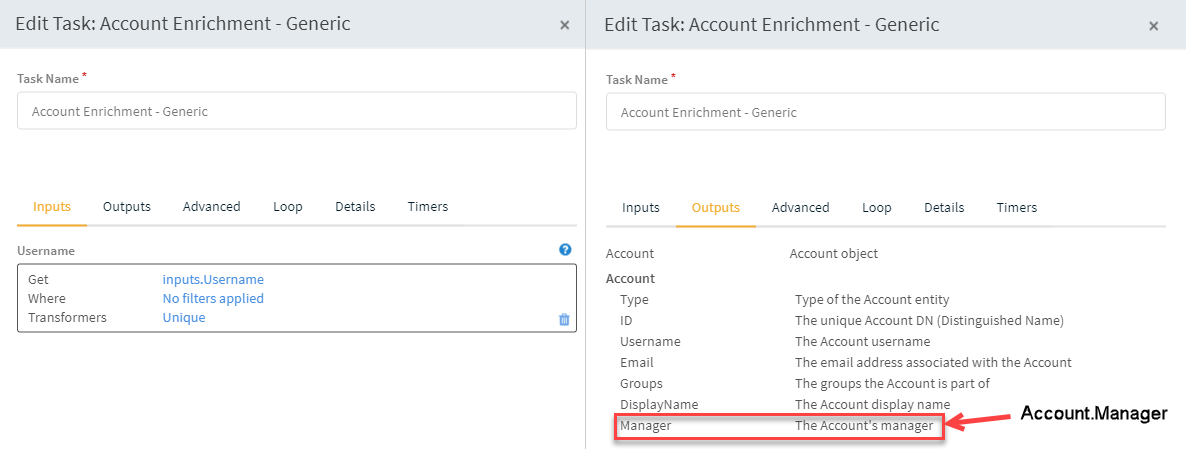 Edit Task: Account Enrichment - Generic ×
Task Name *
Account Enrichment - Generic
Inputs Outputs Advanced Loop Details Timers
Username ?
Get inputs.Username
Where No filters applied
Transformers Unique
Edit Task: Account Enrichment - Generic ×
Task Name *
Account Enrichment - Generic
Inputs Outputs Advanced Loop Details Timers
Account Account object
Account
Type Type of the Account entity
ID The unique Account DN (Distinguished Name)
Username The Account username
Email The email address associated with the Account
Groups The groups the Account is part of
DisplayName The Account display name
Manager The Account's manager
Account.Manager